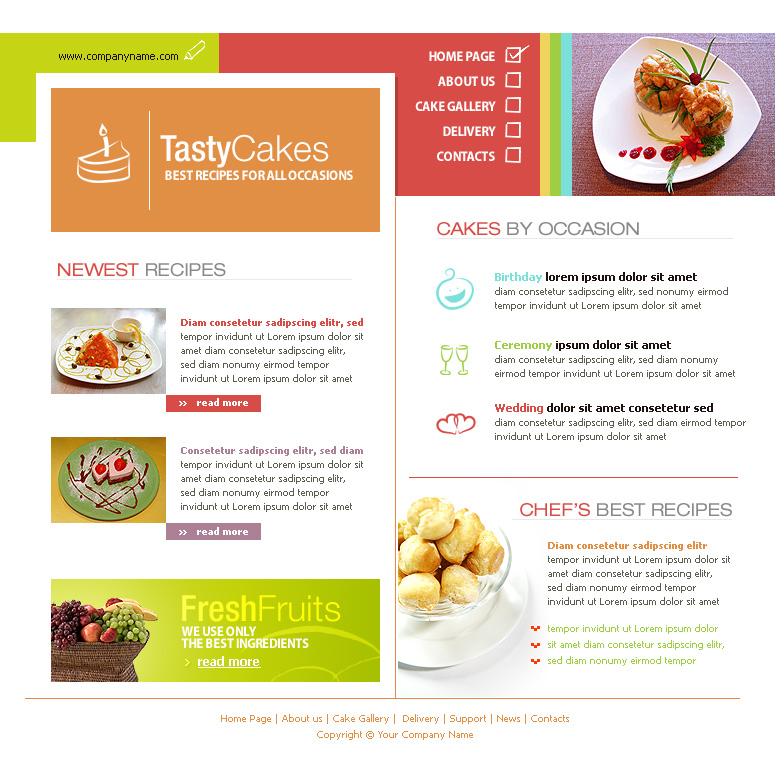 www.companyname.com
HOME PAGE
ABOUT US
CAKE GALLERY
DELIVERY
CONTACTS
TastyCakes
BEST RECIPES FOR ALL OCCASIONS
NEWEST RECIPES
Diam consetetur sadipscing elitr, sed
tempor invidunt ut Lorem ipsum dolor sit
amet diam consetetur sadipscing elitr,
sed diam nonumy eirmod tempor
invidunt ut Lorem ipsum dolor sit amet
›› read more
Consetetur sadipscing elitr, sed diam
tempor invidunt ut Lorem ipsum dolor sit
amet diam consetetur sadipscing elitr,
sed diam nonumy eirmod tempor
invidunt ut Lorem ipsum dolor sit amet
›› read more
FreshFruits
WE USE ONLY
THE BEST INGREDIENTS
› read more
CAKES BY OCCASION
Birthday lorem ipsum dolor sit amet
diam consetetur sadipscing elitr, sed nonumy eirmod
tempor invidunt ut Lorem ipsum dolor sit amet
Ceremony ipsum dolor sit amet
diam consetetur sadipscing elitr, sed diam nonumy
eirmod tempor invidunt ut Lorem ipsum dolor sit amet
Wedding dolor sit amet consetetur sed
diam consetetur sadipscing elitr, sed diam eirmod tempor
invidunt ut Lorem ipsum dolor sit amet
CHEF'S BEST RECIPES
Diam consetetur sadipscing elitr
tempor invidunt ut Lorem ipsum dolor sit
amet diam consetetur sadipscing elitr,
sed diam nonumy eirmod tempor
invidunt ut Lorem ipsum dolor sit amet
tempor invidunt ut Lorem ipsum dolor
sit amet diam consetetur sadipscing elitr,
sed diam nonumy eirmod tempor
Home Page | About us | Cake Gallery | Delivery | Support | News | Contacts
Copyright © Your Company Name